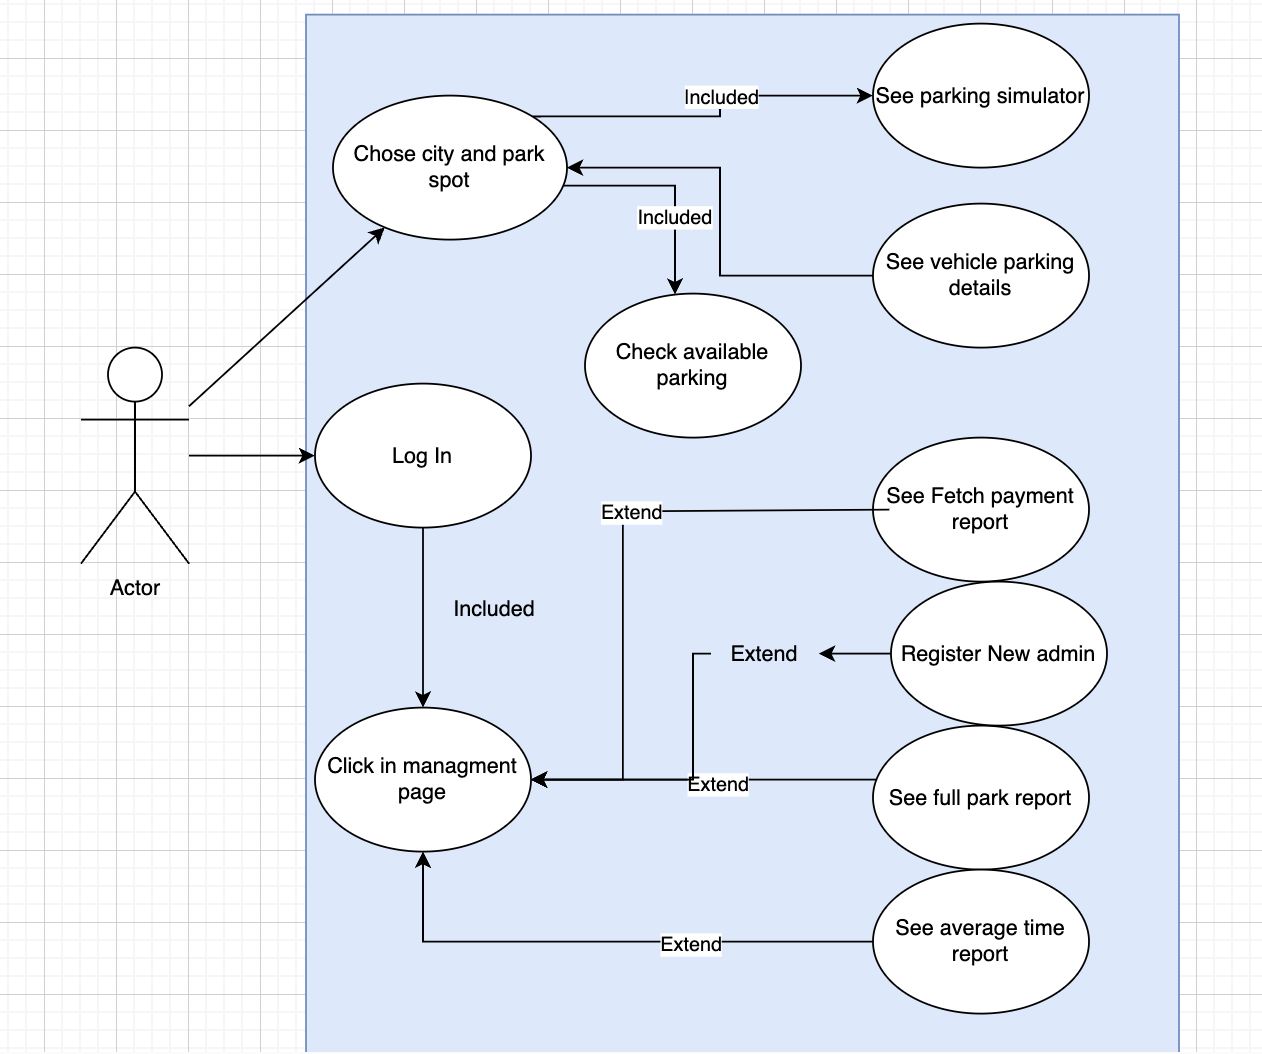 Included
See parking simulator
Chose city and park
spot
Included
See vehicle parking
details
Check available
parking
Log In
Actor
Extend
See Fetch payment
report
Included
Extend
Register New admin
Click in managment
page
Extend
See full park report
Extend
See average time
report